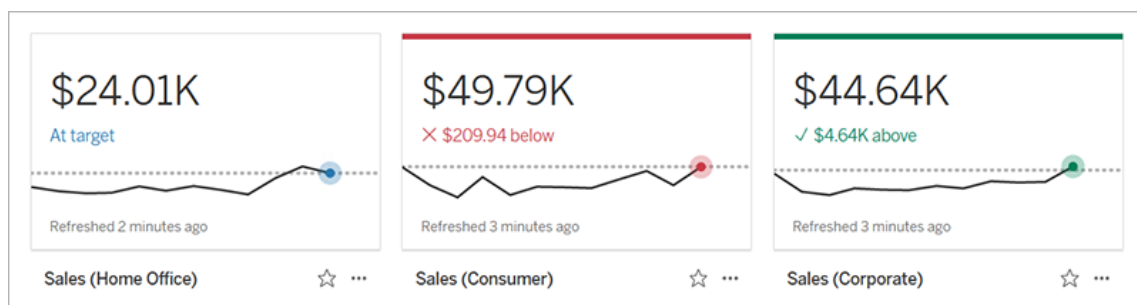 $24.01K
At target
Refreshed 2 minutes ago
Sales (Home Office)
$49.79K
$209.94 below
Refreshed 3 minutes ago
Sales (Consumer)
$44.64K
$4.64K above
Refreshed 3 minutes ago
Sales (Corporate)